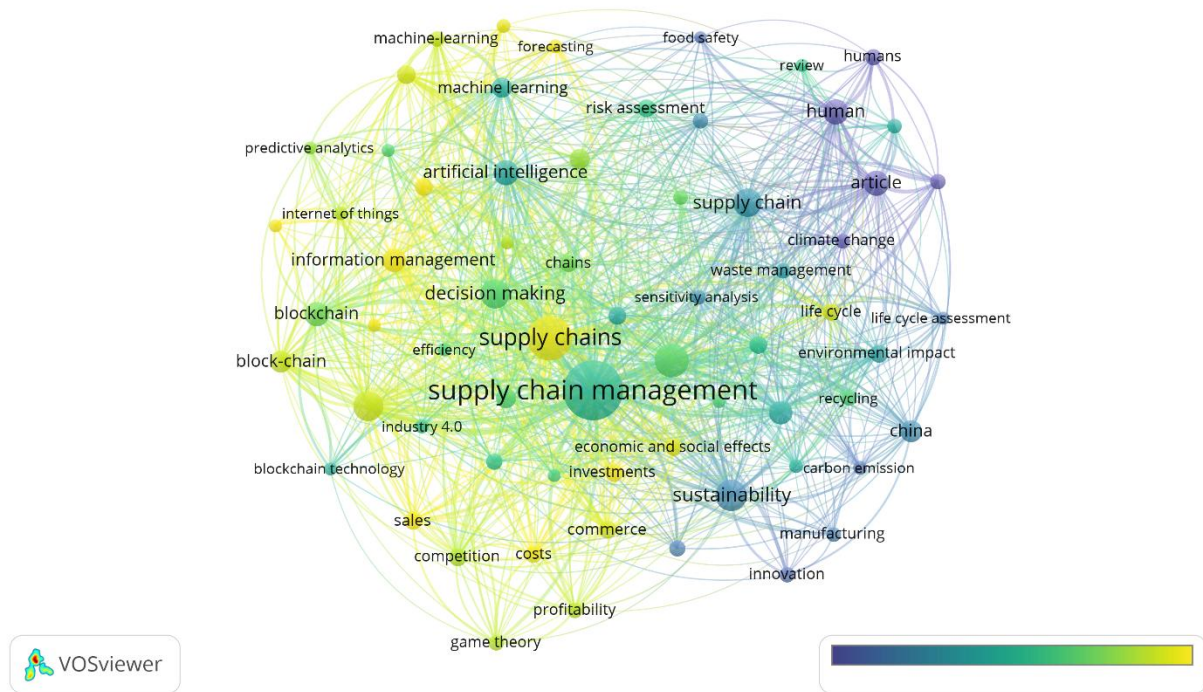 machine-learning
forecasting
food safety
humans
review
machine learning
risk assessment
human
predictive analytics
artificial intelligence
article
supply chain
internet of things
climate change
information management
chains
waste management
decision making
sensitivity analysis
blockchain
life cycle
life cycle assessment
supply chains
efficiency
environmental impact
block-chain
supply chain management
recycling
industry 4.0
china
economic and social effects
blockchain technology
investments
carbon emission
sustainability
sales
commerce
manufacturing
competition
costs
innovation
profitability
game theory
VOSviewer